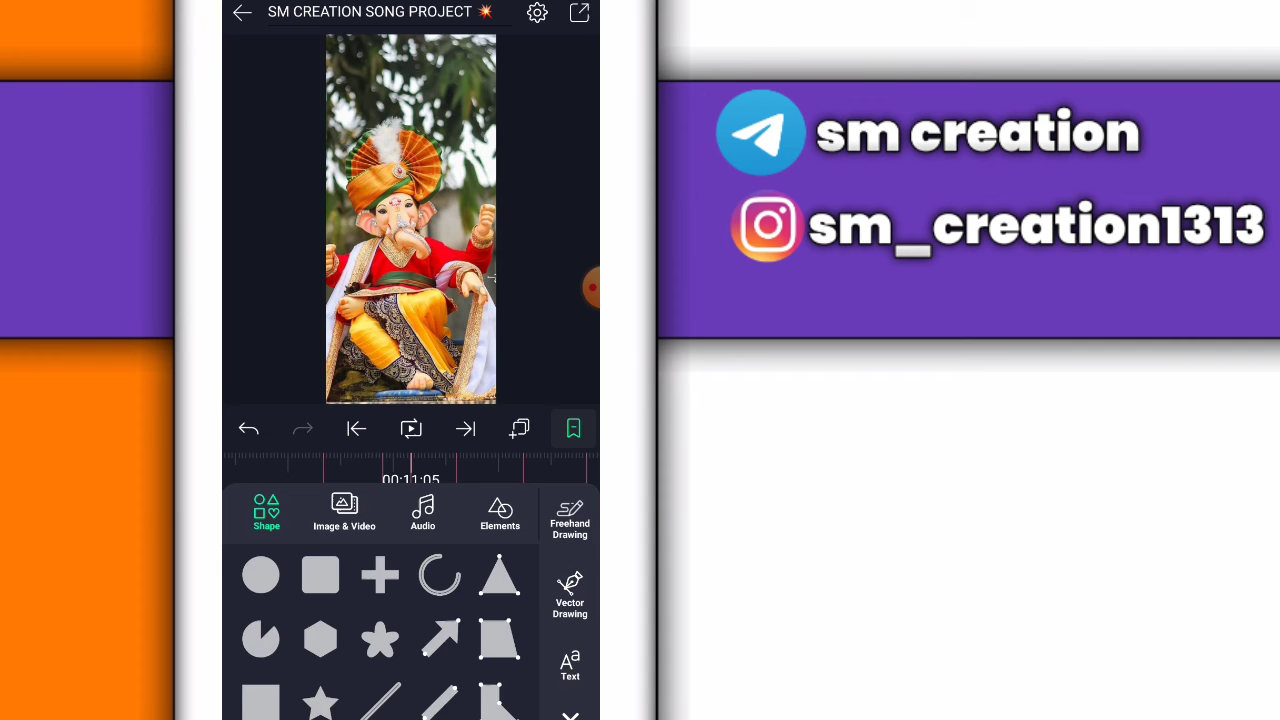 SM CREATION SONG PROJECT 💥
sm creation
sm_creation1313
00:11:05
Shape
Image & Video
Audio
Elements
Freehand
Drawing
Vector
Drawing
Aa
Text